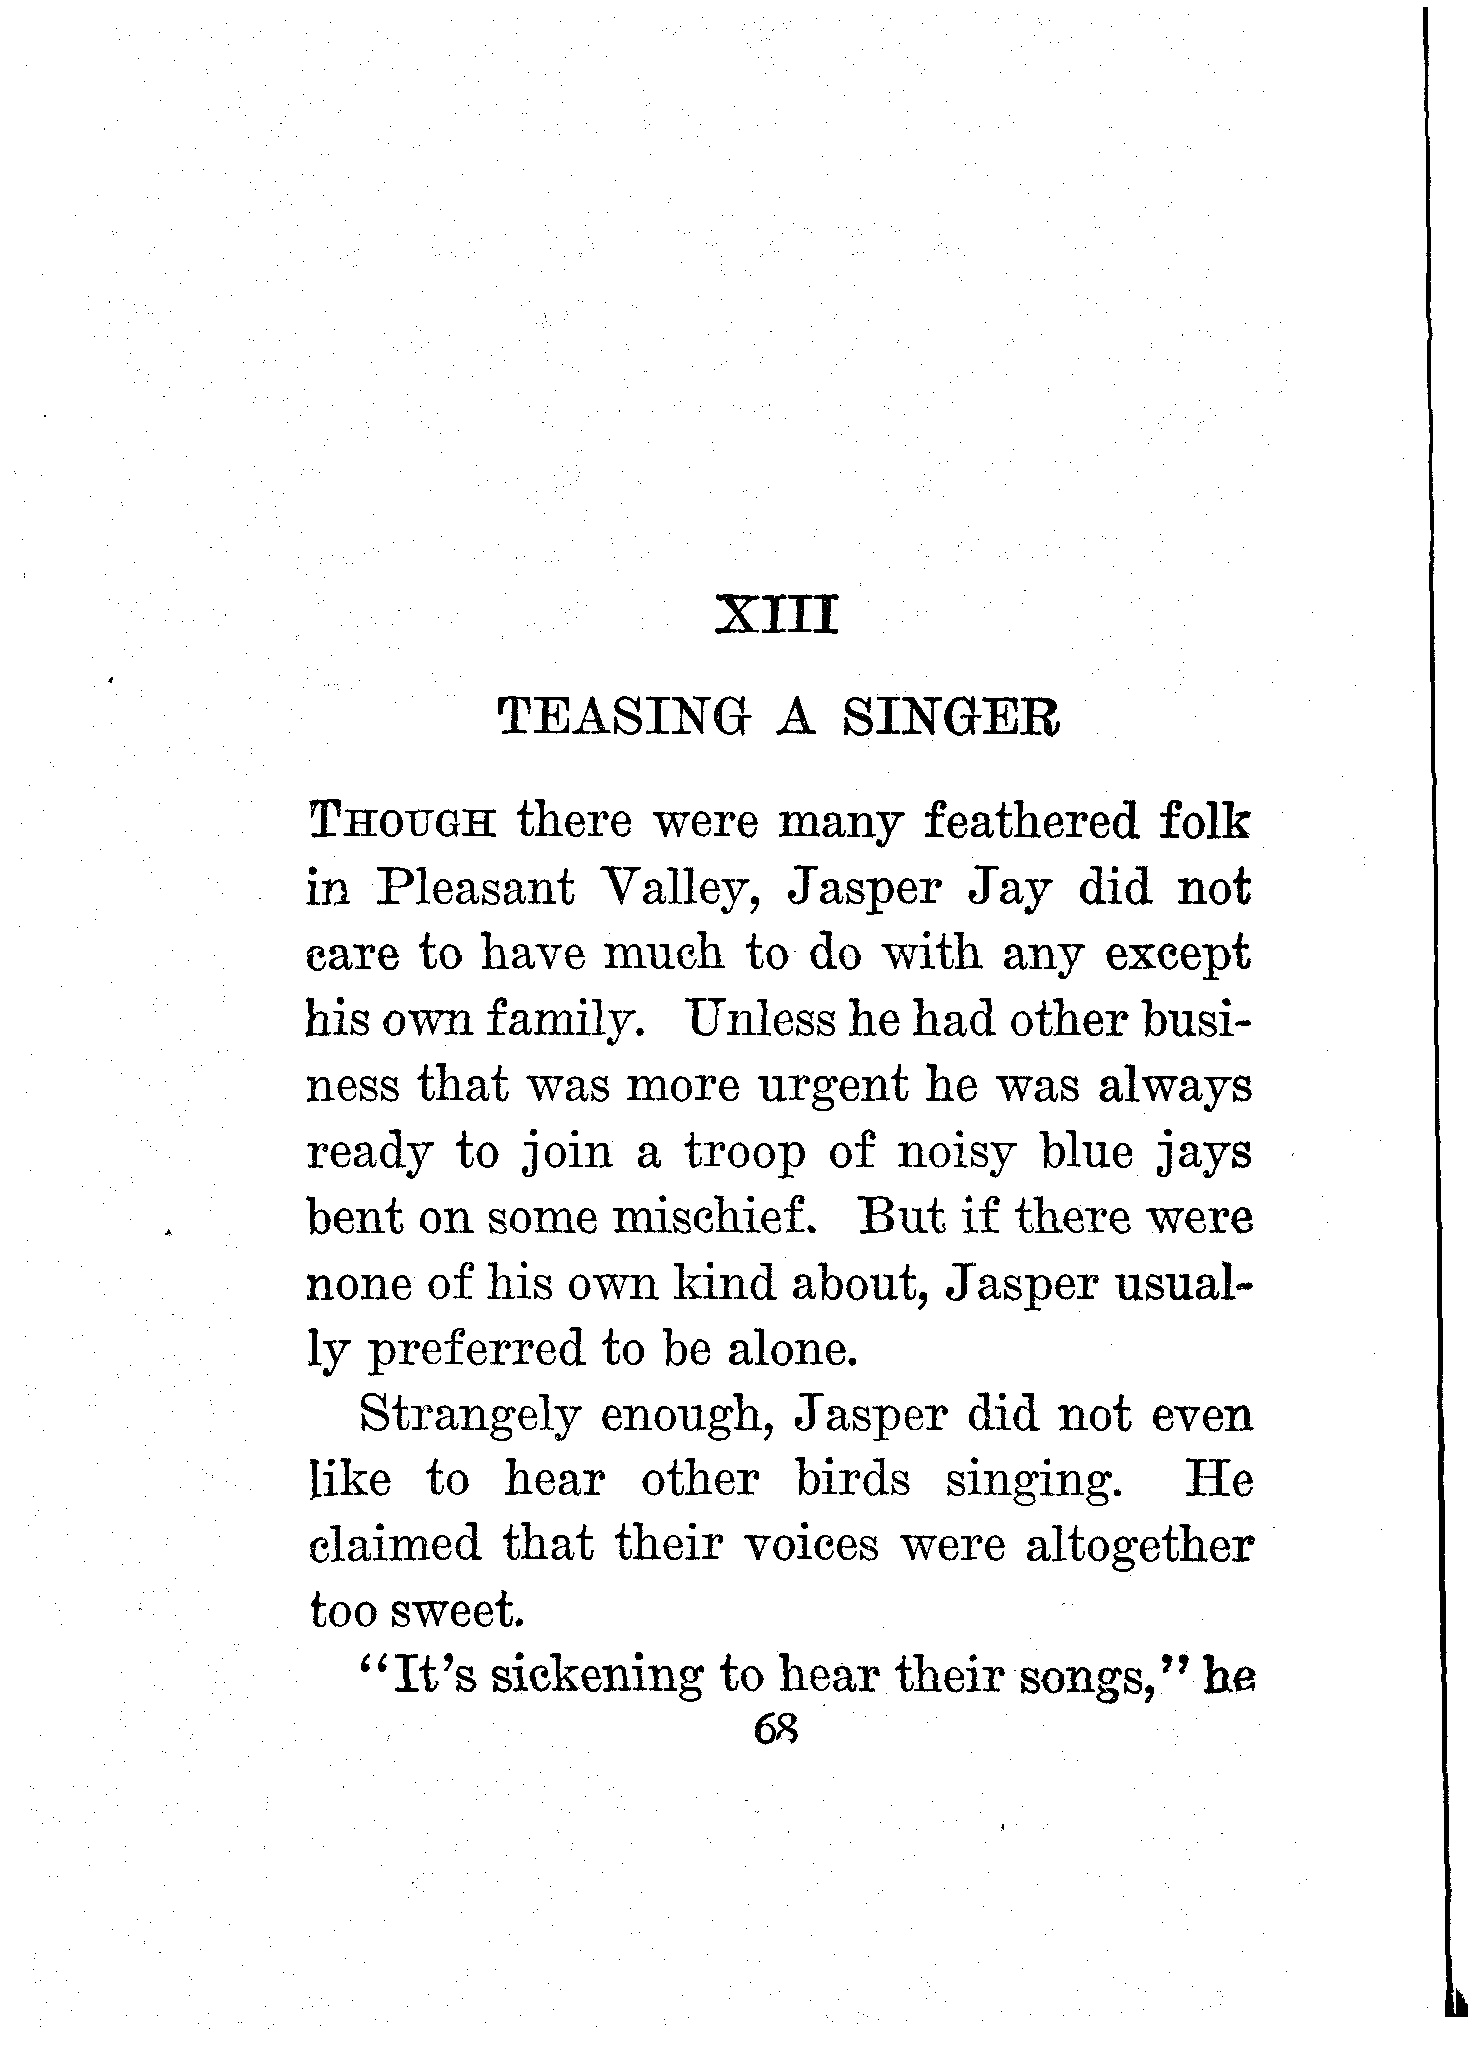 XIII
TEASING A SINGER
THOUGH there were many feathered folk
in Pleasant Valley, Jasper Jay did not
care to have much to do with any except
his own family. Unless he had other busi-
ness that was more urgent he was always
ready to join a troop of noisy blue jays
bent on some mischief. But if there were
none of his own kind about, Jasper usual-
ly preferred to be alone.
Strangely enough, Jasper did not even
like to hear other birds singing. He
claimed that their voices were altogether
too sweet.
“It’s sickening to hear their songs,” he
68